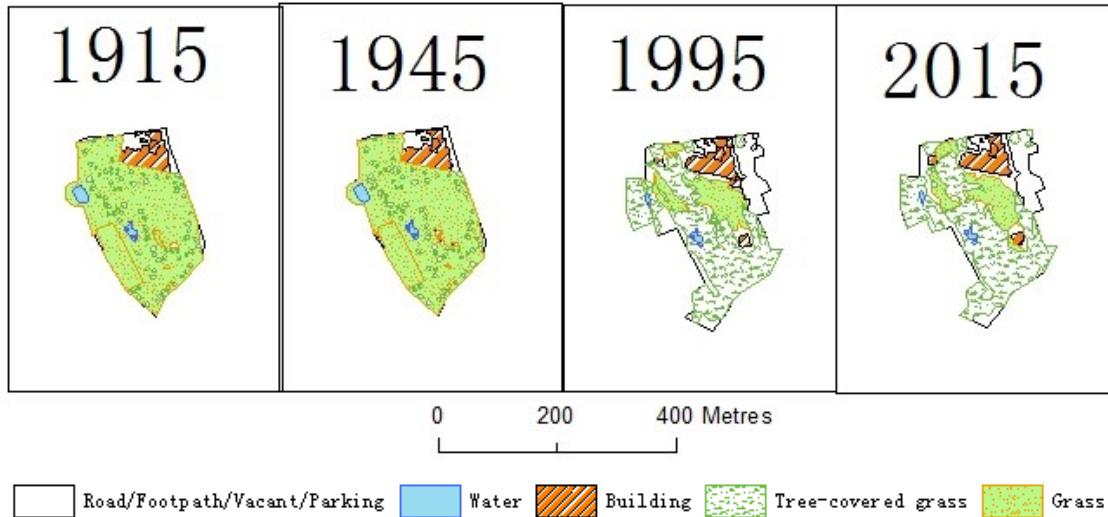 1915 1945 1995 2015
0 200 400 Metres
Road/Footpath/Vacant/Parking Water Building Tree-covered grass Grass